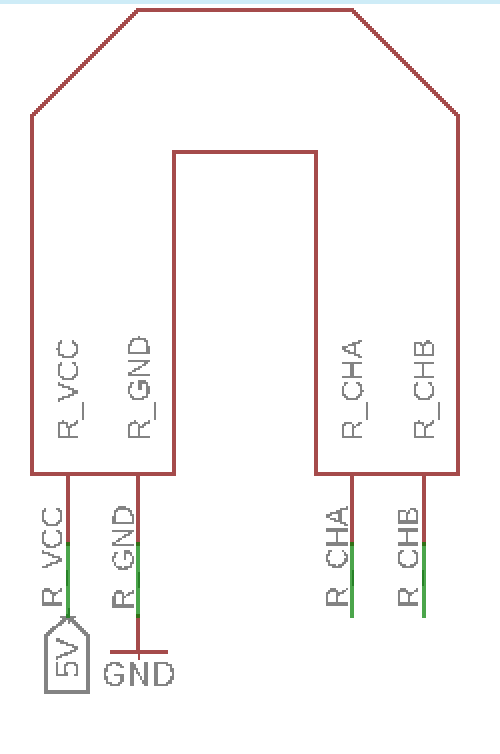 R_VCC
R_GND
R_CHA
R_CHB
R_VCC
R_GND
R_CHA
R_CHB
5V
GND